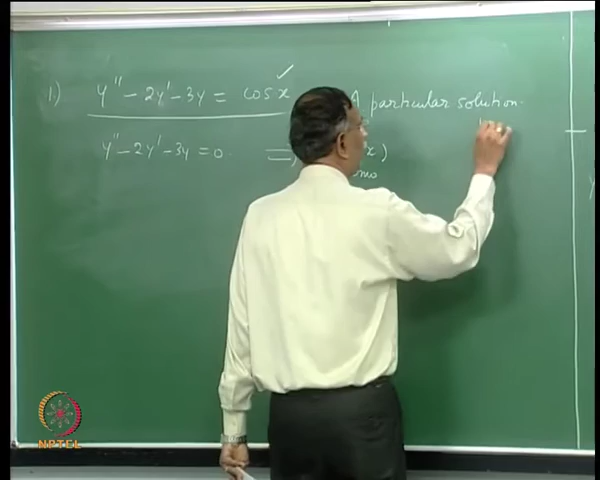 1) y'' - 2y' - 3y = cos x ✓ A particular solution.
y'' - 2y' - 3y = 0. ⟹ x)
NPTEL